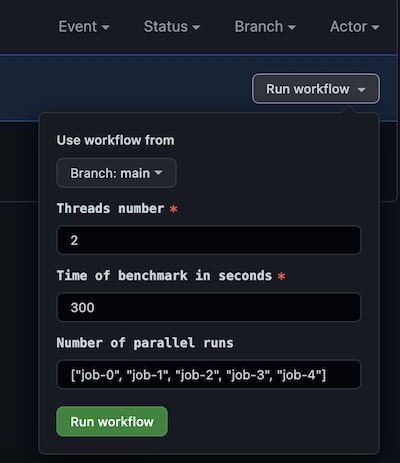 Event Status Branch Actor
Run workflow
Use workflow from
Branch: main
Threads number *
2
Time of benchmark in seconds *
300
Number of parallel runs
["job-0", "job-1", "job-2", "job-3", "job-4"]
Run workflow